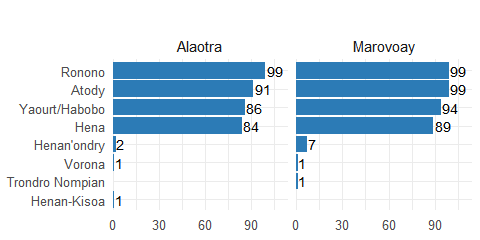 Alaotra Marovoay
Ronono 99 99
Atody 91 99
Yaourt/Habobo 86 94
Hena 84 89
Henan'ondry 2 7
Vorona 1 1
Trondro Nompian 1
Henan-Kisoa 1
0 30 60 90 0 30 60 90